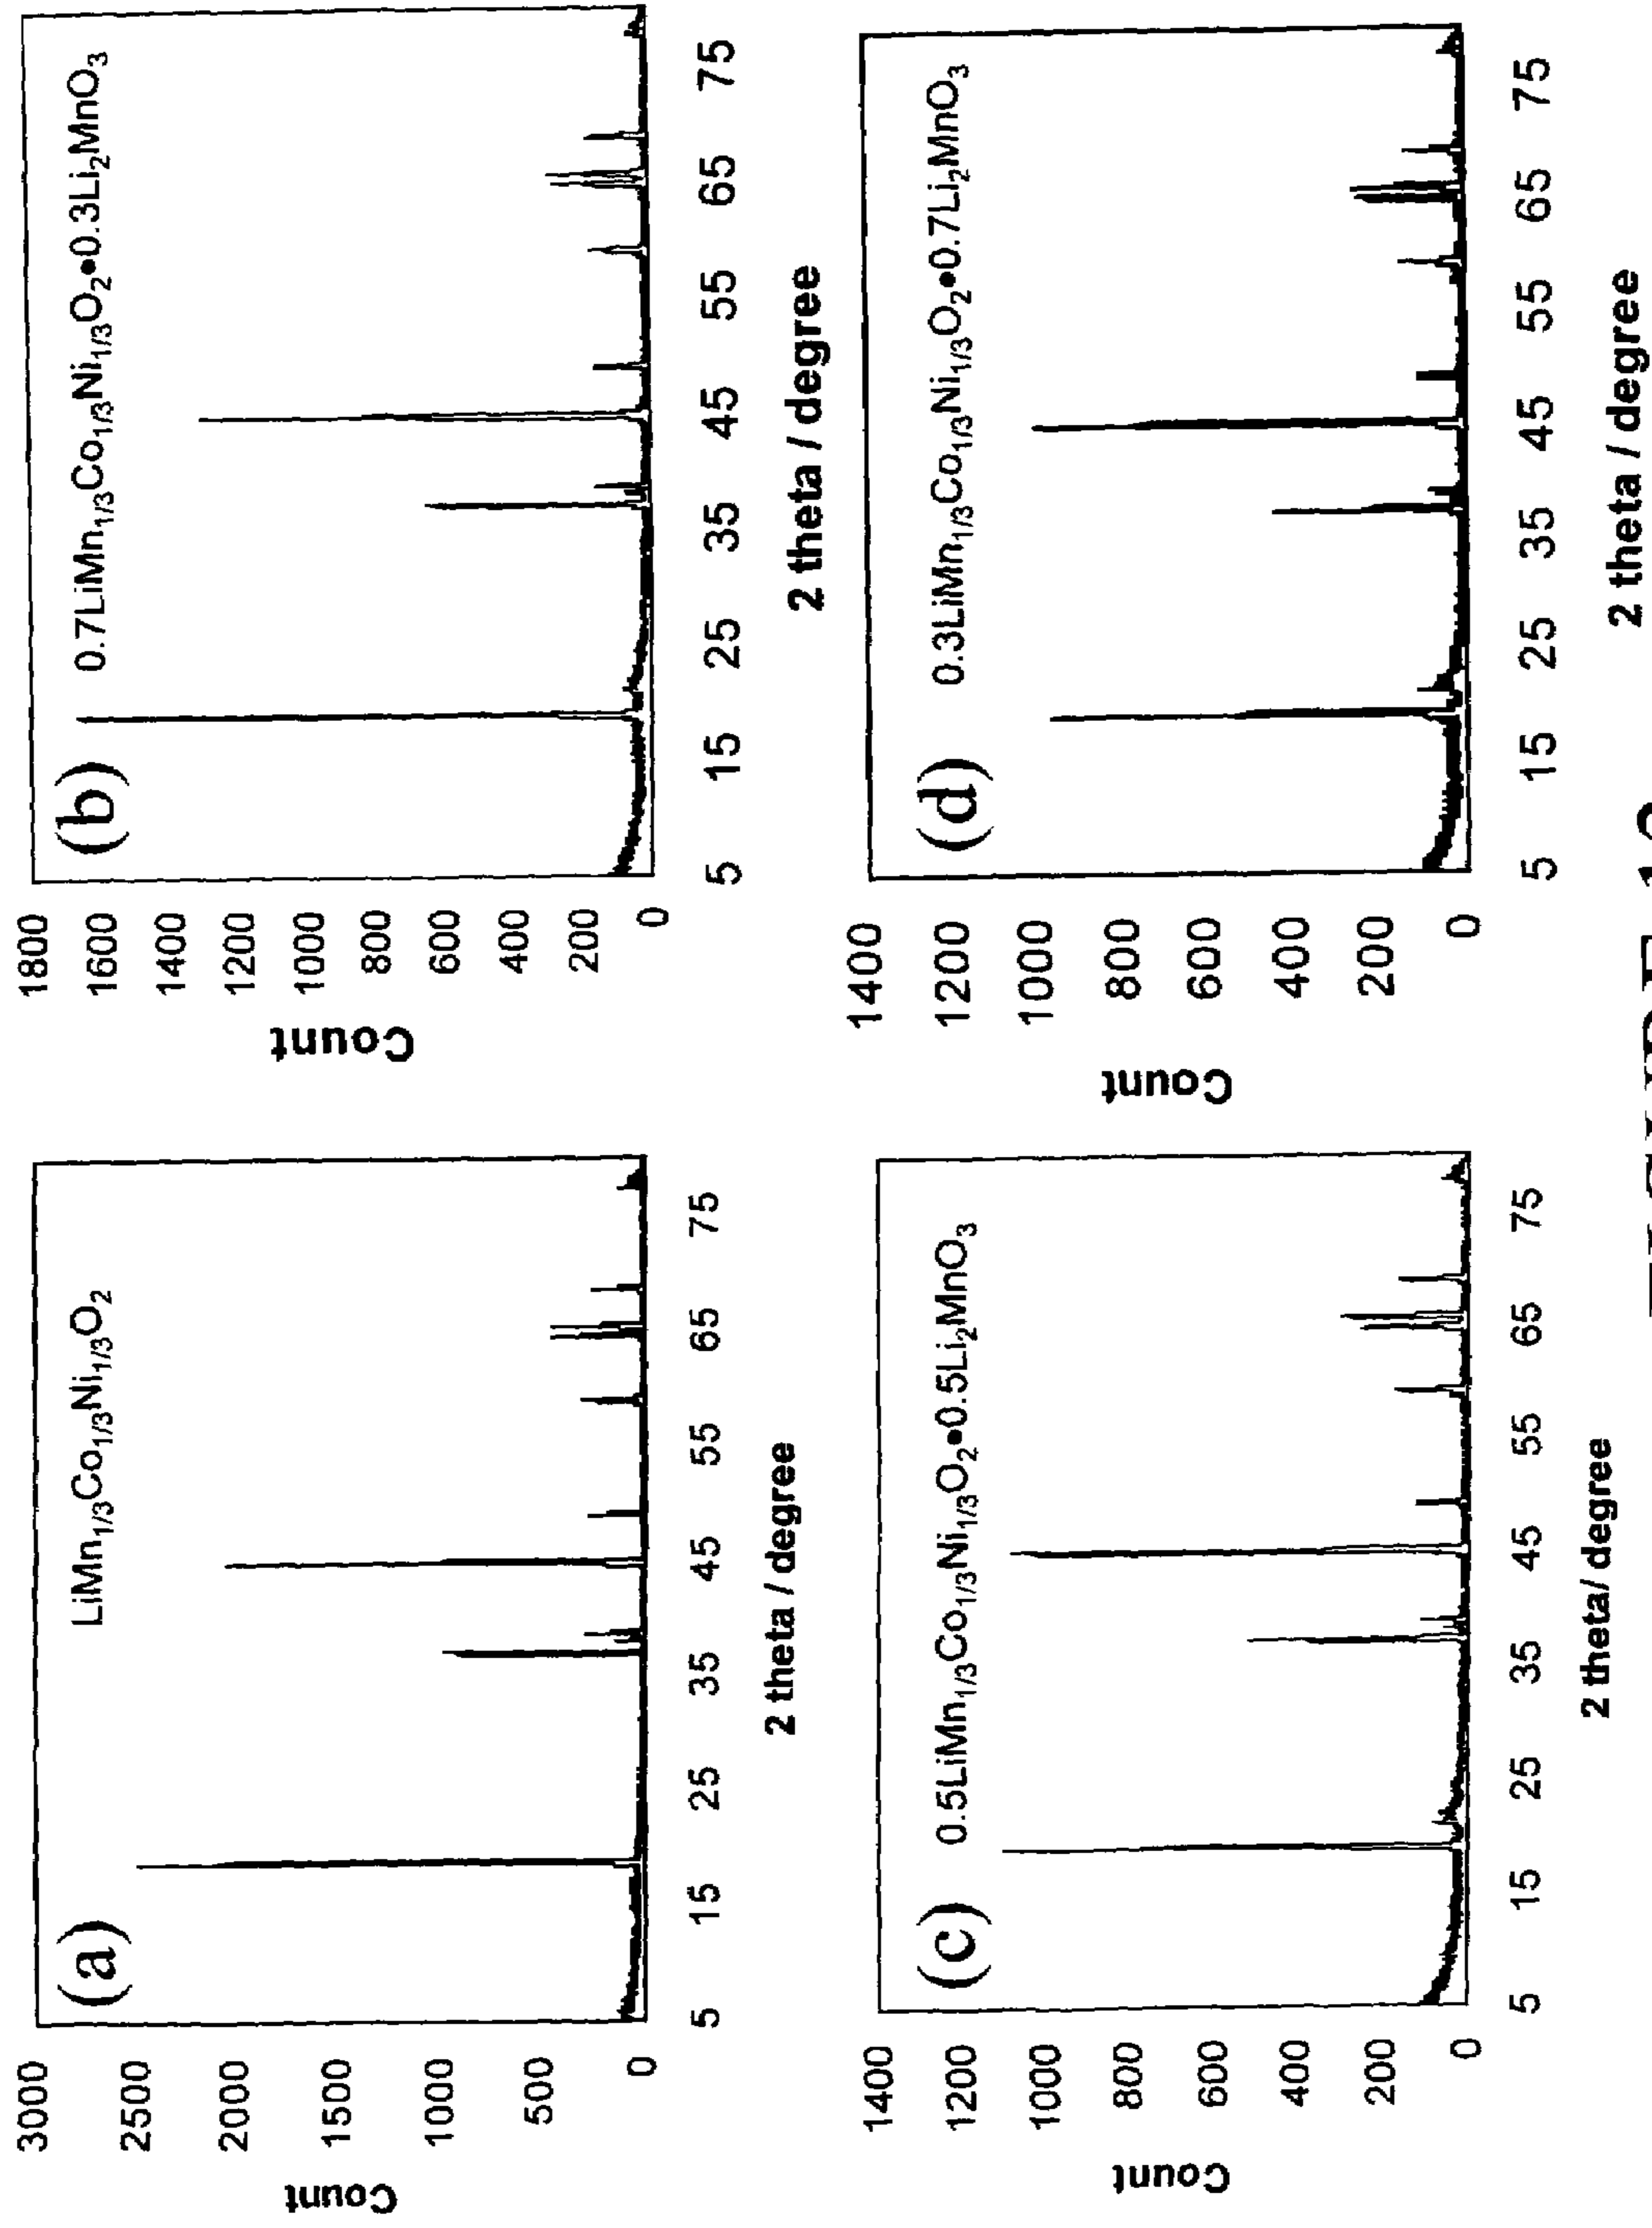 (a)
LiMn1/3Co1/3Ni1/3O2
Count
3000
2500
2000
1500
1000
500
0
5 15 25 35 45 55 65 75
2 theta / degree
(b)
0.7LiMn1/3Co1/3Ni1/3O2●0.3Li2MnO3
Count
1800
1600
1400
1200
1000
800
600
400
200
0
5 15 25 35 45 55 65 75
2 theta / degree
(c)
0.5LiMn1/3Co1/3Ni1/3O2●0.5Li2MnO3
Count
1400
1200
1000
800
600
400
200
0
5 15 25 35 45 55 65 75
2 theta/ degree
(d)
0.3LiMn1/3Co1/3Ni1/3O2●0.7Li2MnO3
Count
1400
1200
1000
800
600
400
200
0
5 15 25 35 45 55 65 75
2 theta / degree